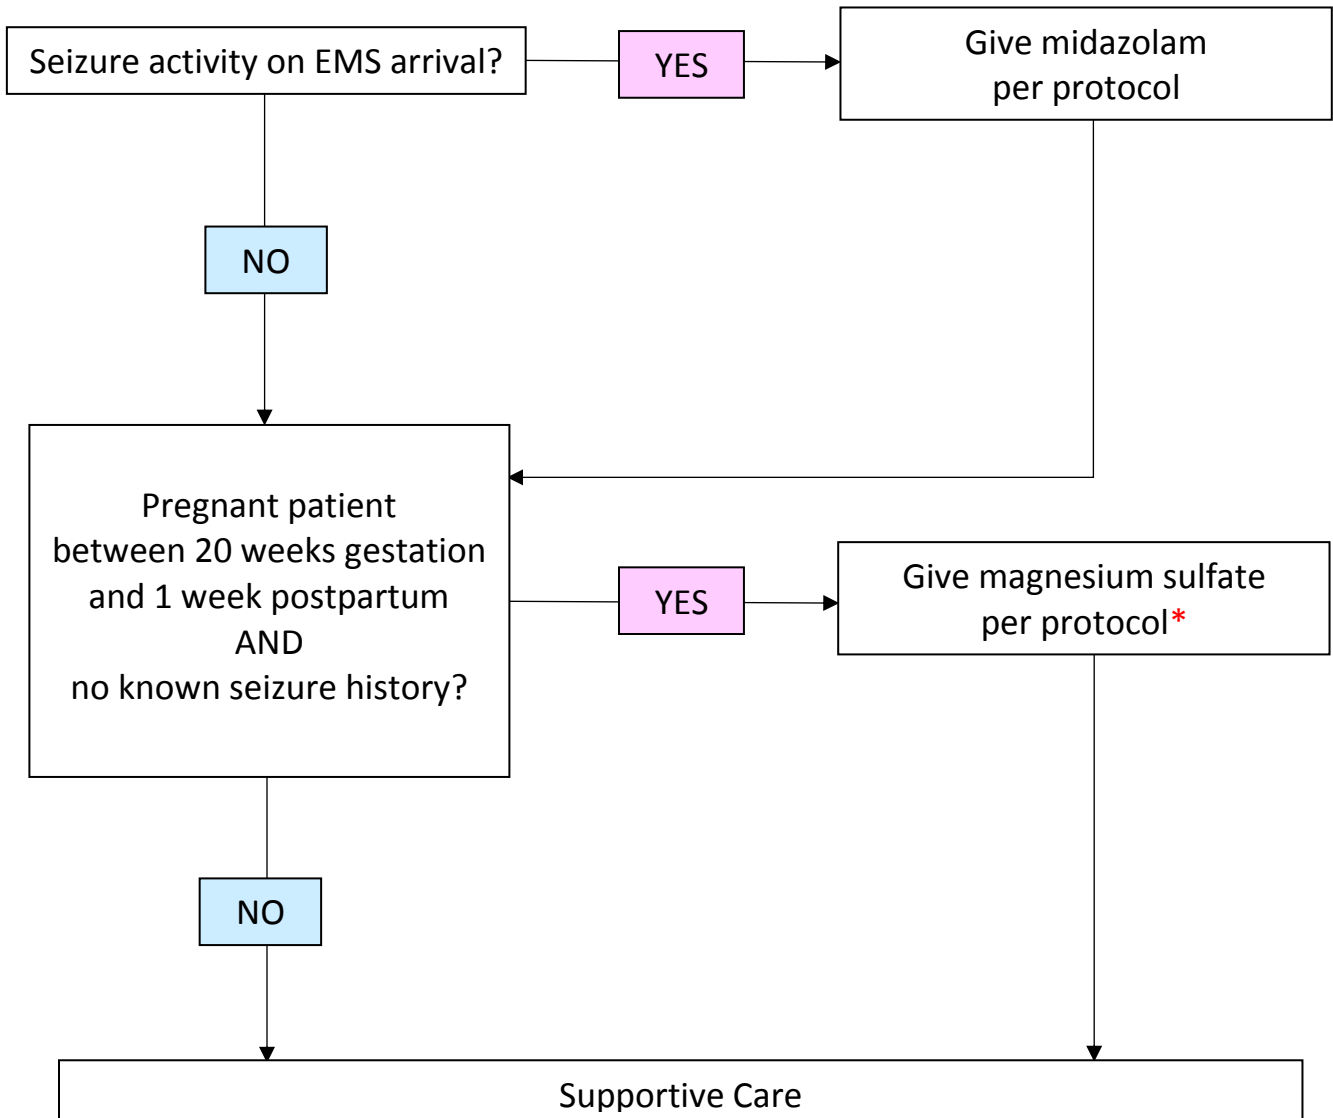 Seizure activity on EMS arrival?
YES
Give midazolam
per protocol
NO
Pregnant patient
between 20 weeks gestation
and 1 week postpartum
AND
no known seizure history?
YES
Give magnesium sulfate
per protocol*
NO
Supportive Care